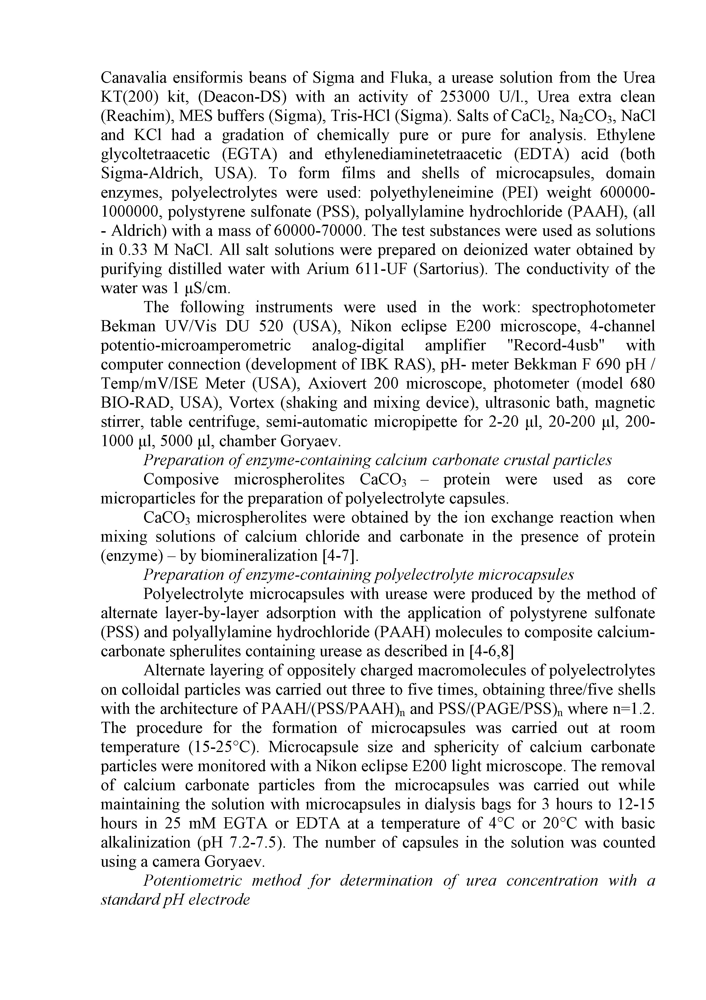 Canavalia ensiformis beans of Sigma and Fluka, a urease solution from the Urea
KT(200) kit, (Deacon-DS) with an activity of 253000 U/l., Urea extra clean
(Reachim), MES buffers (Sigma), Tris-HCl (Sigma). Salts of CaCl₂, Na₂CO₃, NaCl
and KCl had a gradation of chemically pure or pure for analysis. Ethylene
glycoltetraacetic (EGTA) and ethylenediaminetetraacetic (EDTA) acid (both
Sigma-Aldrich, USA). To form films and shells of microcapsules, domain
enzymes, polyelectrolytes were used: polyethyleneimine (PEI) weight 600000-
1000000, polystyrene sulfonate (PSS), polyallylamine hydrochloride (PAAH), (all
- Aldrich) with a mass of 60000-70000. The test substances were used as solutions
in 0.33 M NaCl. All salt solutions were prepared on deionized water obtained by
purifying distilled water with Arium 611-UF (Sartorius). The conductivity of the
water was 1 μS/cm.
The following instruments were used in the work: spectrophotometer
Bekman UV/Vis DU 520 (USA), Nikon eclipse E200 microscope, 4-channel
potentio-microamperometric analog-digital amplifier "Record-4usb" with
computer connection (development of IBK RAS), pH- meter Bekkman F 690 pH /
Temp/mV/ISE Meter (USA), Axiovert 200 microscope, photometer (model 680
BIO-RAD, USA), Vortex (shaking and mixing device), ultrasonic bath, magnetic
stirrer, table centrifuge, semi-automatic micropipette for 2-20 μl, 20-200 μl, 200-
1000 μl, 5000 μl, chamber Goryaev.
Preparation of enzyme-containing calcium carbonate crustal particles
Composive microspherolites CaCO₃ – protein were used as core
microparticles for the preparation of polyelectrolyte capsules.
CaCO₃ microspherolites were obtained by the ion exchange reaction when
mixing solutions of calcium chloride and carbonate in the presence of protein
(enzyme) – by biomineralization [4-7].
Preparation of enzyme-containing polyelectrolyte microcapsules
Polyelectrolyte microcapsules with urease were produced by the method of
alternate layer-by-layer adsorption with the application of polystyrene sulfonate
(PSS) and polyallylamine hydrochloride (PAAH) molecules to composite calcium-
carbonate spherulites containing urease as described in [4-6,8]
Alternate layering of oppositely charged macromolecules of polyelectrolytes
on colloidal particles was carried out three to five times, obtaining three/five shells
with the architecture of PAAH/(PSS/PAAH)ₙ and PSS/(PAGE/PSS)ₙ where n=1.2.
The procedure for the formation of microcapsules was carried out at room
temperature (15-25°C). Microcapsule size and sphericity of calcium carbonate
particles were monitored with a Nikon eclipse E200 light microscope. The removal
of calcium carbonate particles from the microcapsules was carried out while
maintaining the solution with microcapsules in dialysis bags for 3 hours to 12-15
hours in 25 mM EGTA or EDTA at a temperature of 4°C or 20°C with basic
alkalinization (pH 7.2-7.5). The number of capsules in the solution was counted
using a camera Goryaev.
Potentiometric method for determination of urea concentration with a
standard pH electrode